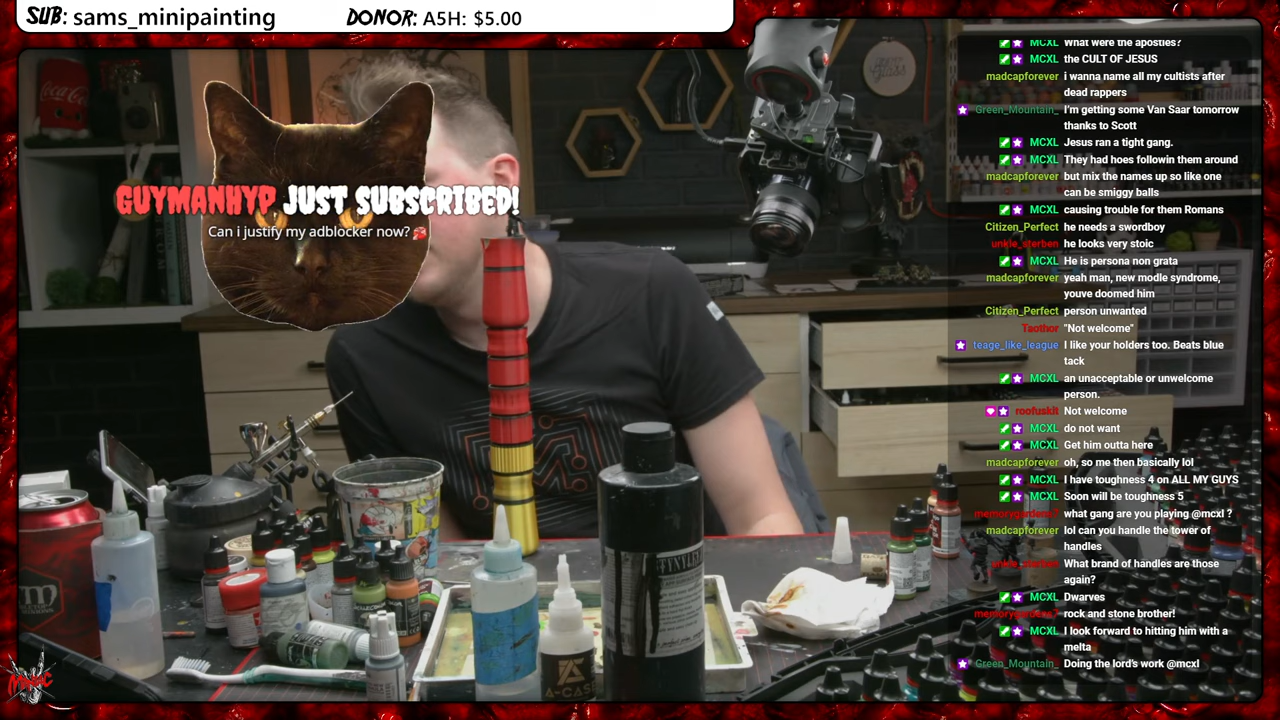 SUB: sams_minipainting
DONOR: A5H: $5.00
GUYMANHYP JUST SUBSCRIBED!
Can i justify my adblocker now?
MCXL What were the apostles?
MCXL the CULT OF JESUS
madcapforever i wanna name all my cultists after
dead rappers
Green_Mountain_ I'm getting some Van Saar tomorrow
thanks to Scott
MCXL Jesus ran a tight gang.
MCXL They had hoes followin them around
madcapforever but mix the names up so like one
can be smiggy balls
MCXL causing trouble for them Romans
Citizen_Perfect he needs a swordboy
unkle_sterben he looks very stoic
MCXL He is persona non grata
madcapforever yeah man, new modle syndrome,
youve doomed him
Citizen_Perfect person unwanted
Taothor "Not welcome"
teage_like_league I like your holders too. Beats blue
tack
MCXL an unacceptable or unwelcome
person.
roofuskit Not welcome
MCXL do not want
MCXL Get him outta here
madcapforever oh, so me then basically lol
MCXL I have toughness 4 on ALL MY GUYS
MCXL Soon will be toughness 5
what gang are you playing @mcxl ?
madcapforever lol can you handle the tower of
handles
unkle_sterben What brand of handles are those
again?
MCXL Dwarves
rock and stone brother!
MCXL I look forward to hitting him with a
melta
Green_Mountain_ Doing the lord's work @mcxl
Coca-Cola